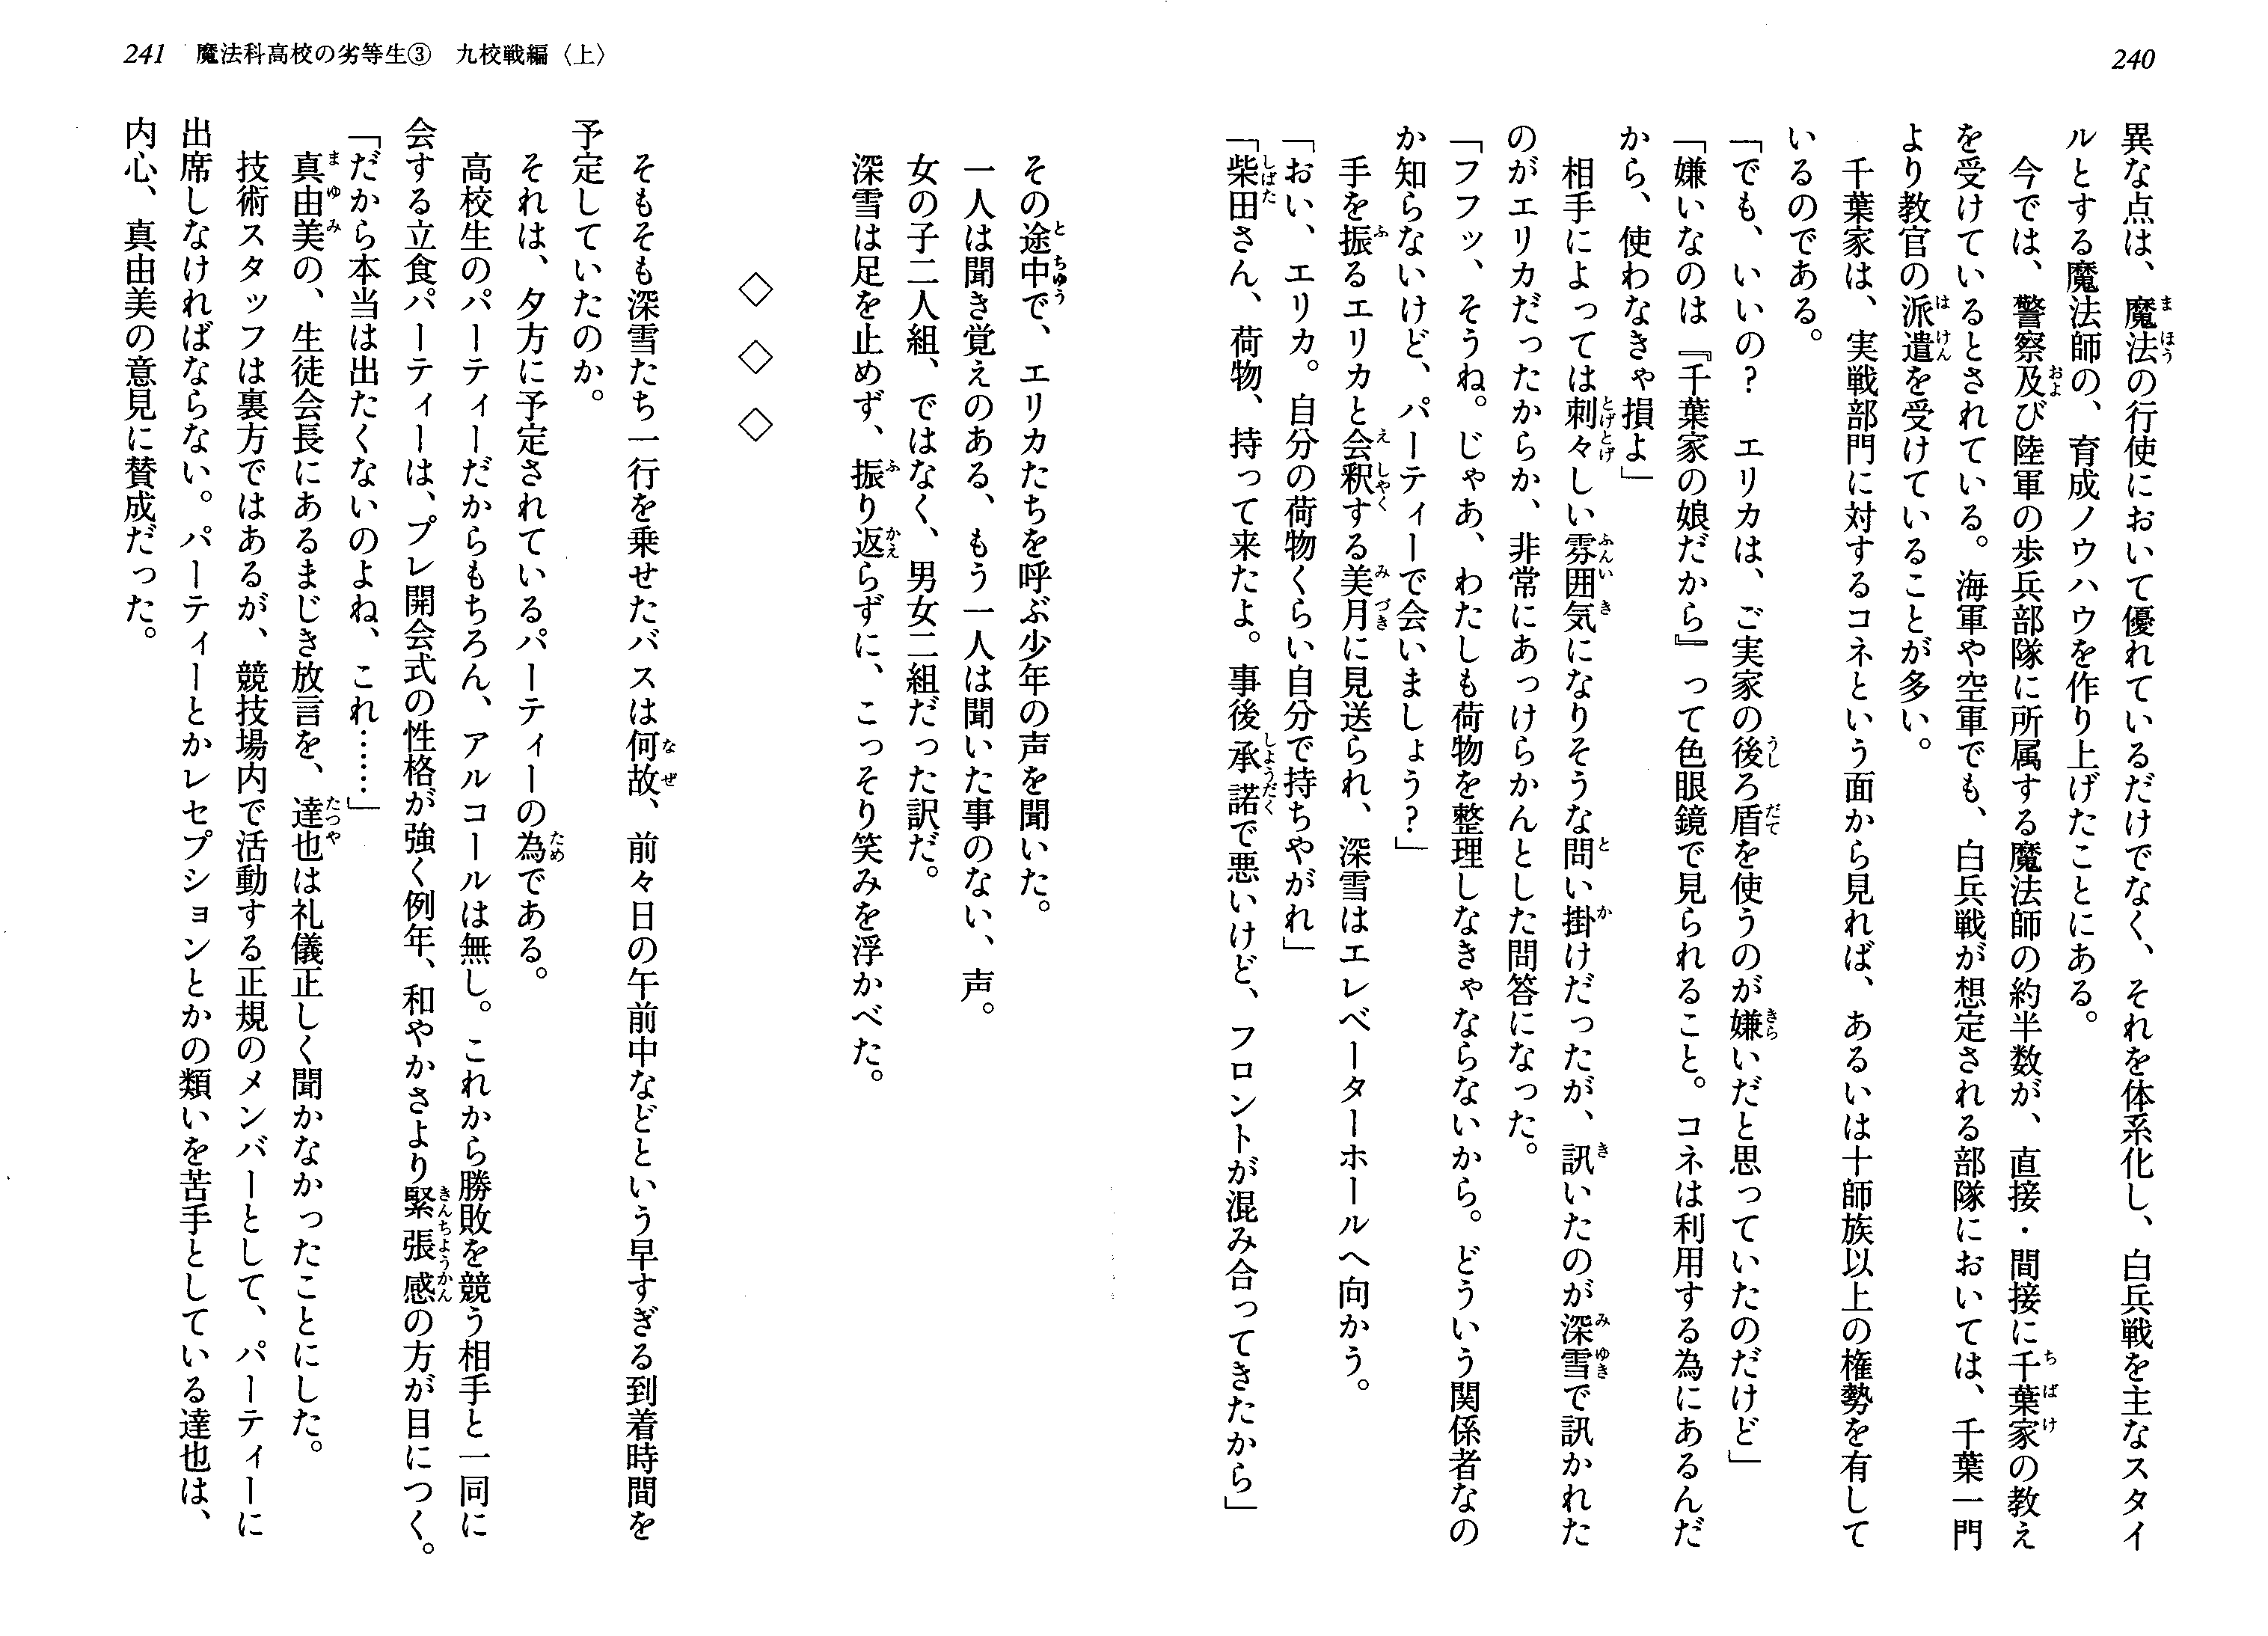 240
異な点は、魔法の行使において優れているだけでなく、それを体系化し、白兵戦を主なスタイ
ルとする魔法師の、育成ノウハウを作り上げたことにある。
今では、警察及び陸軍の歩兵部隊に所属する魔法師の約半数が、直接・間接に千葉家の教え
を受けているとされている。海軍や空軍でも、白兵戦が想定される部隊においては、千葉一門
より教官の派遣を受けていることが多い。
千葉家は、実戦部門に対するコネという面から見れば、あるいは十師族以上の権勢を有して
いるのである。
「でも、いいの？　エリカは、ご実家の後ろ盾を使うのが嫌いだと思っていたのだけど」
「嫌いなのは『千葉家の娘だから』って色眼鏡で見られること。コネは利用する為にあるんだ
から、使わなきゃ損よ」
相手によっては刺々しい雰囲気になりそうな問い掛けだったが、訊いたのが深雪で訊かれた
のがエリカだったからか、非常にあっけらかんとした問答になった。
「フフッ、そうね。じゃあ、わたしも荷物を整理しなきゃならないから。どういう関係者なの
か知らないけど、パーティーで会いましょう？」
手を振るエリカと会釈する美月に見送られ、深雪はエレベーターホールへ向かう。
「おい、エリカ。自分の荷物くらい自分で持ちやがれ」
「柴田さん、荷物、持って来たよ。事後承諾で悪いけど、フロントが混み合ってきたから」
241 魔法科高校の劣等生③　九校戦編〈上〉
その途中で、エリカたちを呼ぶ少年の声を聞いた。
一人は聞き覚えのある、もう一人は聞いた事のない、声。
女の子二人組、ではなく、男女二組だった訳だ。
深雪は足を止めず、振り返らずに、こっそり笑みを浮かべた。
◇　◇　◇
そもそも深雪たち一行を乗せたバスは何故、前々日の午前中などという早すぎる到着時間を
予定していたのか。
それは、夕方に予定されているパーティーの為である。
高校生のパーティーだからもちろん、アルコールは無し。これから勝敗を競う相手と一同に
会する立食パーティーは、プレ開会式の性格が強く例年、和やかさより緊張感の方が目につく。
「だから本当は出たくないのよね、これ……」
真由美の、生徒会長にあるまじき放言を、達也は礼儀正しく聞かなかったことにした。
技術スタッフは裏方ではあるが、競技場内で活動する正規のメンバーとして、パーティーに
出席しなければならない。パーティーとかレセプションとかの類いを苦手としている達也は、
内心、真由美の意見に賛成だった。